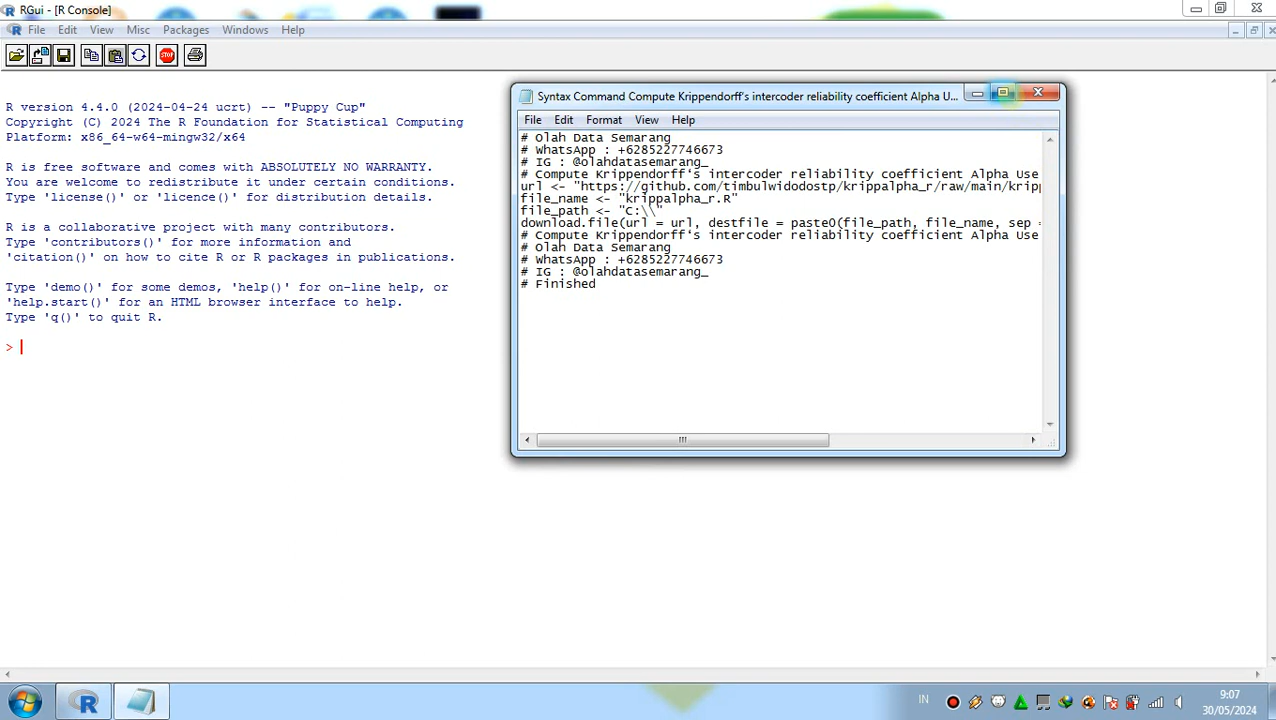 RGui - [R Console]
File Edit View Misc Packages Windows Help
STOP
R version 4.4.0 (2024-04-24 ucrt) -- "Puppy Cup"
Copyright (C) 2024 The R Foundation for Statistical Computing
Platform: x86_64-w64-mingw32/x64
R is free software and comes with ABSOLUTELY NO WARRANTY.
You are welcome to redistribute it under certain conditions.
Type 'license()' or 'licence()' for distribution details.
R is a collaborative project with many contributors.
Type 'contributors()' for more information and
'citation()' on how to cite R or R packages in publications.
Type 'demo()' for some demos, 'help()' for on-line help, or
'help.start()' for an HTML browser interface to help.
Type 'q()' to quit R.
>
Syntax Command Compute Krippendorff's intercoder reliability coefficient Alpha U...
File Edit Format View Help
# Olah Data Semarang
# WhatsApp : +6285227746673
# IG : @olahdatasemarang_
# Compute Krippendorff‘s intercoder reliability coefficient Alpha Use
url <- "https://github.com/timbulwidodostp/krippalpha_r/raw/main/kripp
file_name <- "krippalpha_r.R"
file_path <- "C:\\"
download.file(url = url, destfile = paste0(file_path, file_name, sep =
# Compute Krippendorff‘s intercoder reliability coefficient Alpha Use
# Olah Data Semarang
# WhatsApp : +6285227746673
# IG : @olahdatasemarang_
# Finished
IN
9:07
30/05/2024